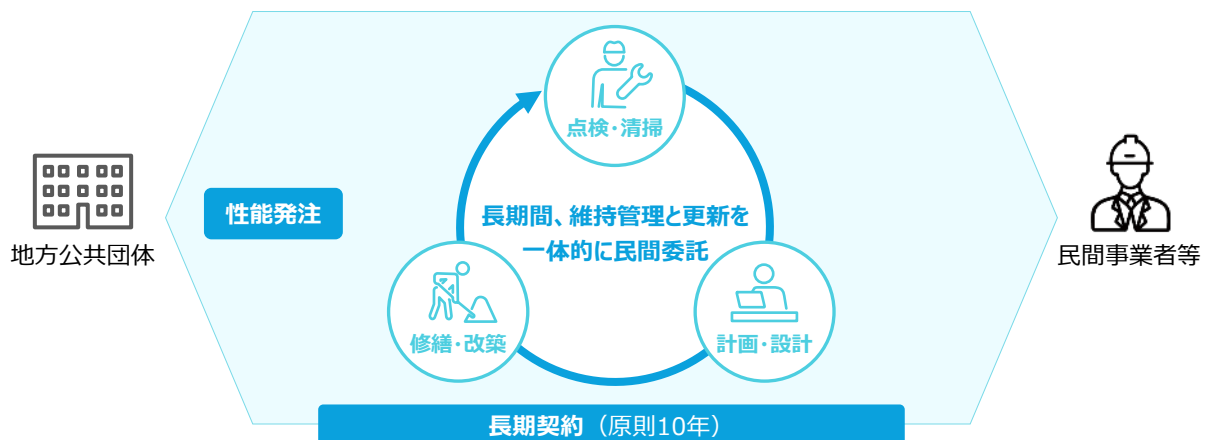 点検・清掃
性能発注
長期間、維持管理と更新を
一体的に民間委託
地方公共団体
民間事業者等
修繕・改築
計画・設計
長期契約（原則10年）